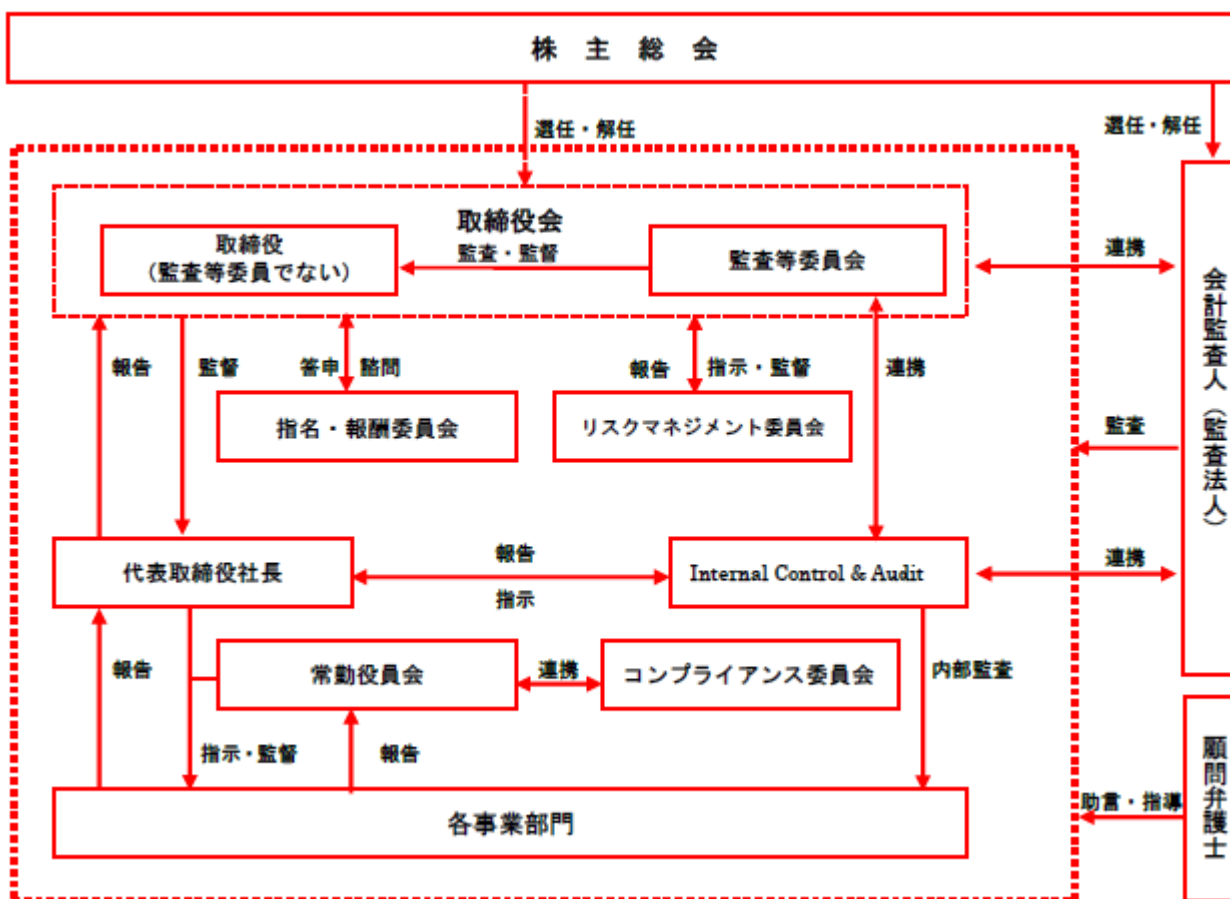 株 主 総 会
選任・解任
選任・解任
取締役会
取締役
（監査等委員でない）
監査・監督
監査等委員会
連携
会計監査人（監査法人）
報告
監督
答申
諮問
報告
指示・監督
連携
指名・報酬委員会
リスクマネジメント委員会
監査
代表取締役社長
報告
指示
Internal Control & Audit
連携
報告
常勤役員会
連携
コンプライアンス委員会
内部監査
指示・監督
報告
各事業部門
助言・指導
顧問弁護士